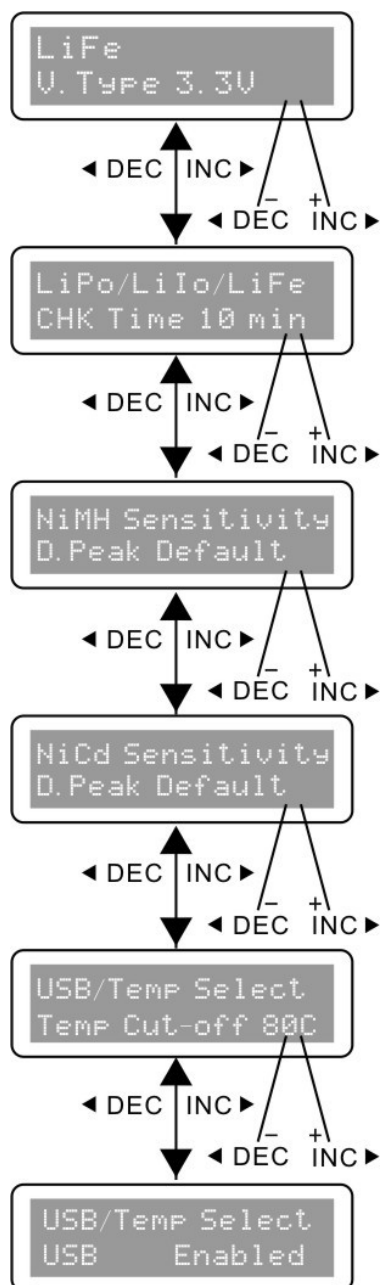 LiFe
V.Type 3.3V
◄ DEC INC ►
- +
◄ DEC INC ►
LiPo/LiIo/LiFe
CHK Time 10 min
◄ DEC INC ►
- +
◄ DEC INC ►
NiMH Sensitivity
D.Peak Default
◄ DEC INC ►
- +
◄ DEC INC ►
NiCd Sensitivity
D.Peak Default
◄ DEC INC ►
- +
◄ DEC INC ►
USB/Temp Select
Temp Cut-off 80C
◄ DEC INC ►
- +
◄ DEC INC ►
USB/Temp Select
USB Enabled